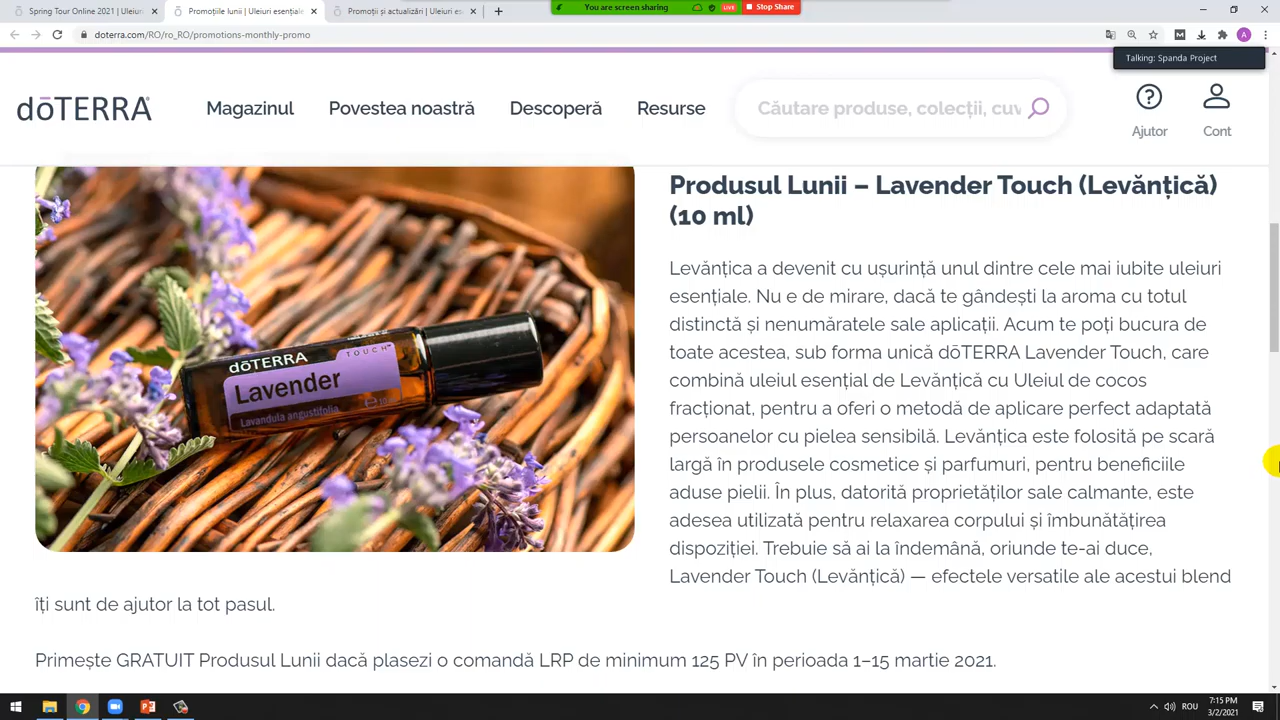 Spring Tour Online 2021 | Uleiur
Promoțiile lunii | Uleiuri esențiale
Promoții și actualizări | Uleiuri es
You are screen sharing
LIVE
Stop Share
doterra.com/RO/ro_RO/promotions-monthly-promo
A
Talking: Spanda Project
dōTERRA
Magazinul
Povestea noastră
Descoperă
Resurse
Căutare produse, colecții, cuv
Ajutor
Cont
Produsul Lunii – Lavender Touch (Levănțică)
(10 ml)
Levănțica a devenit cu ușurință unul dintre cele mai iubite uleiuri
esențiale. Nu e de mirare, dacă te gândești la aroma cu totul
distinctă și nenumăratele sale aplicații. Acum te poți bucura de
toate acestea, sub forma unică dōTERRA Lavender Touch, care
combină uleiul esențial de Levănțică cu Uleiul de cocos
fracționat, pentru a oferi o metodă de aplicare perfect adaptată
persoanelor cu pielea sensibilă. Levănțica este folosită pe scară
largă în produsele cosmetice și parfumuri, pentru beneficiile
aduse pielii. În plus, datorită proprietăților sale calmante, este
adesea utilizată pentru relaxarea corpului și îmbunătățirea
dispoziției. Trebuie să ai la îndemână, oriunde te-ai duce,
Lavender Touch (Levănțică) — efectele versatile ale acestui blend
îți sunt de ajutor la tot pasul.
dōTERRA
TOUCH
Lavender
Lavandula angustifolia
Primește GRATUIT Produsul Lunii dacă plasezi o comandă LRP de minimum 125 PV în perioada 1–15 martie 2021.
ROU
7:15 PM
3/2/2021